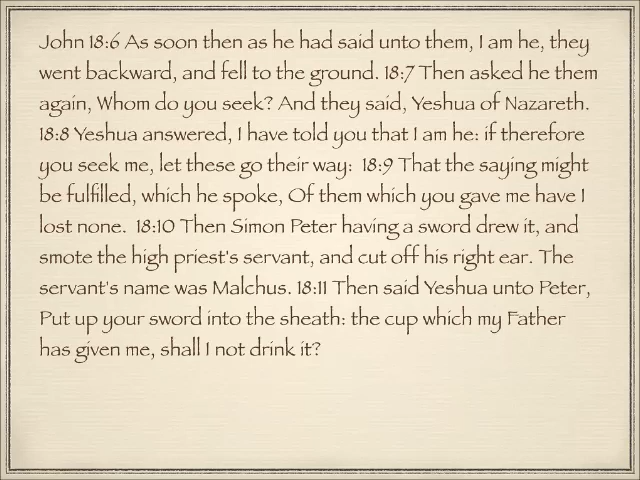 John 18:6 As soon then as he had said unto them, I am he, they
went backward, and fell to the ground. 18:7 Then asked he them
again, Whom do you seek? And they said, Yeshua of Nazareth.
18:8 Yeshua answered, I have told you that I am he: if therefore
you seek me, let these go their way:  18:9 That the saying might
be fulfilled, which he spoke, Of them which you gave me have I
lost none.  18:10 Then Simon Peter having a sword drew it, and
smote the high priest's servant, and cut off his right ear. The
servant's name was Malchus. 18:11 Then said Yeshua unto Peter,
Put up your sword into the sheath: the cup which my Father
has given me, shall I not drink it?